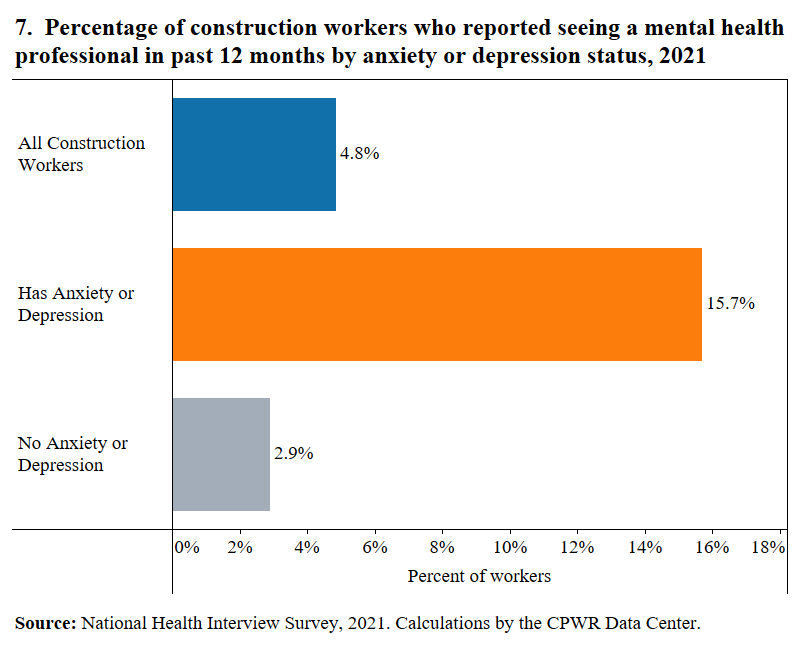 7.  Percentage of construction workers who reported seeing a mental health
professional in past 12 months by anxiety or depression status, 2021
All Construction
Workers
4.8%
Has Anxiety or
Depression
15.7%
No Anxiety or
Depression
2.9%
0% 2% 4% 6% 8% 10% 12% 14% 16% 18%
Percent of workers
Source: National Health Interview Survey, 2021. Calculations by the CPWR Data Center.